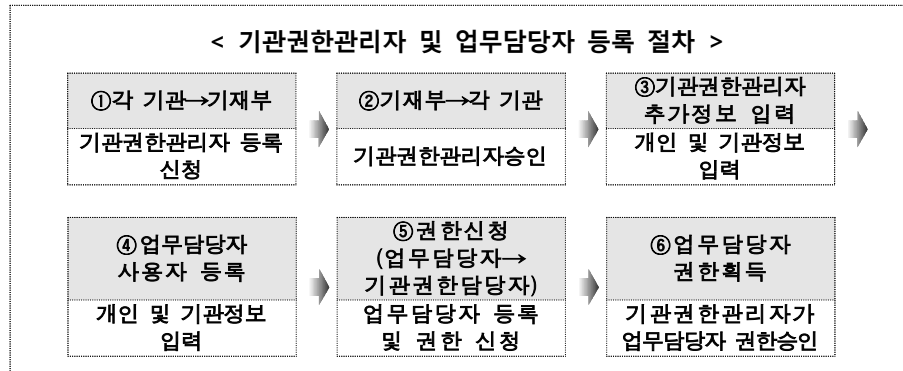 < 기관권한관리자 및 업무담당자 등록 절차 >
①각 기관→기재부
기관권한관리자 등록
신청
②기재부→각 기관
기관권한관리자승인
③기관권한관리자
추가정보 입력
개인 및 기관정보
입력
④업무담당자
사용자 등록
개인 및 기관정보
입력
⑤권한신청
(업무담당자→
기관권한담당자)
업무담당자 등록
및 권한 신청
⑥업무담당자
권한획득
기관권한관리자가
업무담당자 권한승인